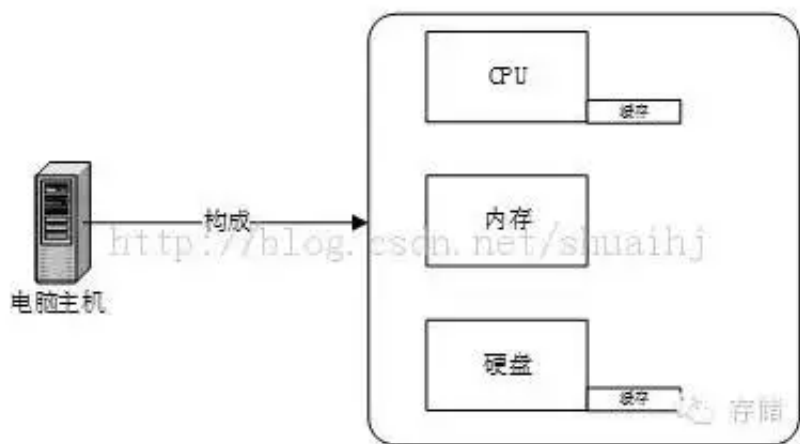 CPU
缓存
构成
内存
http://blog.csdn.net/shuaihj
电脑主机
硬盘
缓存
存储